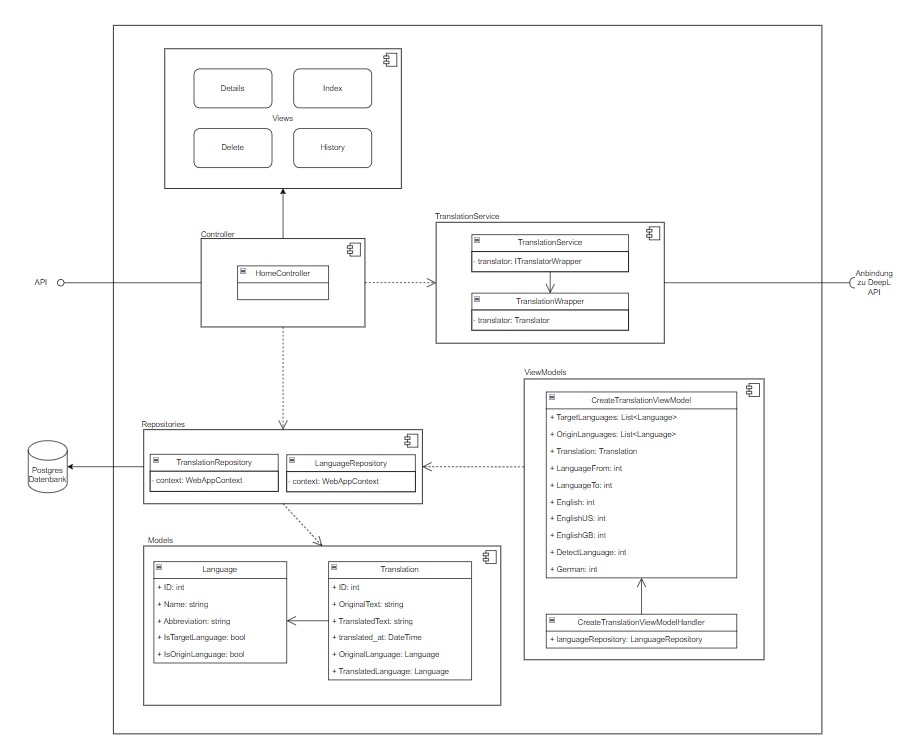 Details
Index
Views
Delete
History
Controller
HomeController
API
TranslationService
TranslationService
- translator: ITranslatorWrapper
TranslationWrapper
- translator: Translator
Anbindung
zu DeepL
API
ViewModels
CreateTranslationViewModel
+ TargetLanguages: List<Language>
+ OriginLanguages: List<Language>
+ Translation: Translation
+ LanguageFrom: int
+ LanguageTo: int
+ English: int
+ EnglishUS: int
+ EnglishGB: int
+ DetectLanguage: int
+ German: int
CreateTranslationViewModelHandler
+ languageRepository: LanguageRepository
Repositories
TranslationRepository
- context: WebAppContext
LanguageRepository
- context: WebAppContext
Postgres
Datenbank
Models
Language
+ ID: int
+ Name: string
+ Abbreviation: string
+ IsTargetLanguage: bool
+ IsOriginLanguage: bool
Translation
+ ID: int
+ OriginalText: string
+ TranslatedText: string
+ translated_at: DateTime
+ OriginalLanguage: Language
+ TranslatedLanguage: Language